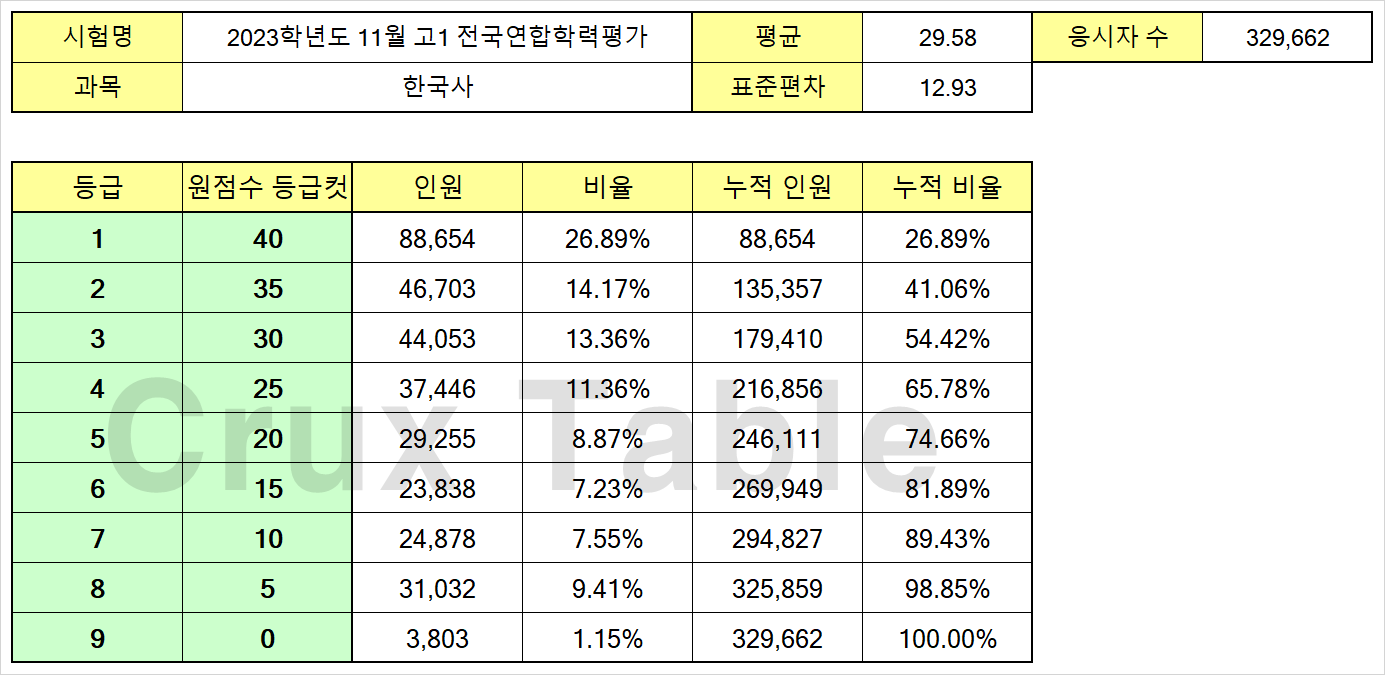 시험명 2023학년도 11월 고1 전국연합학력평가 평균 29.58 응시자 수 329,662
과목 한국사 표준편차 12.93
등급 원점수 등급컷 인원 비율 누적 인원 누적 비율
1 40 88,654 26.89% 88,654 26.89%
2 35 46,703 14.17% 135,357 41.06%
3 30 44,053 13.36% 179,410 54.42%
4 25 37,446 11.36% 216,856 65.78%
5 20 29,255 8.87% 246,111 74.66%
6 15 23,838 7.23% 269,949 81.89%
7 10 24,878 7.55% 294,827 89.43%
8 5 31,032 9.41% 325,859 98.85%
9 0 3,803 1.15% 329,662 100.00%
Crux Table